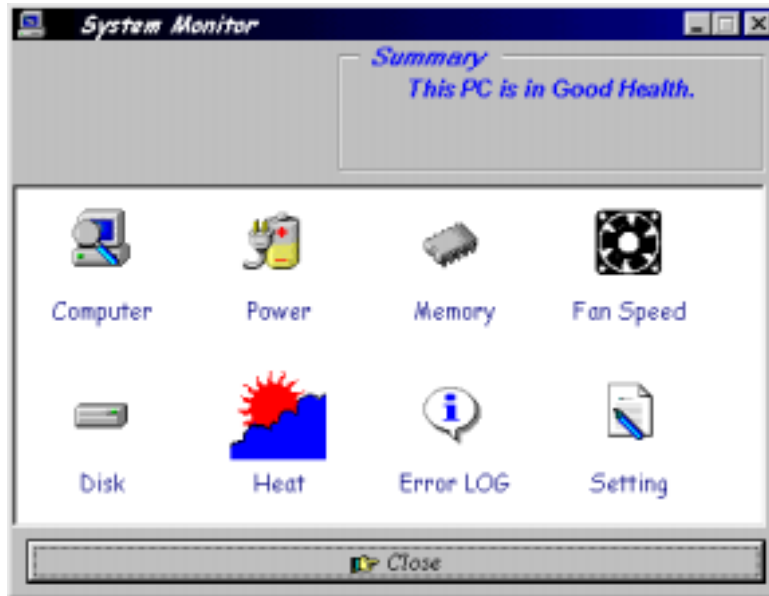 System Monitor
Summary
This PC is in Good Health.
Computer
Power
Memory
Fan Speed
Disk
Heat
Error LOG
Setting
Close